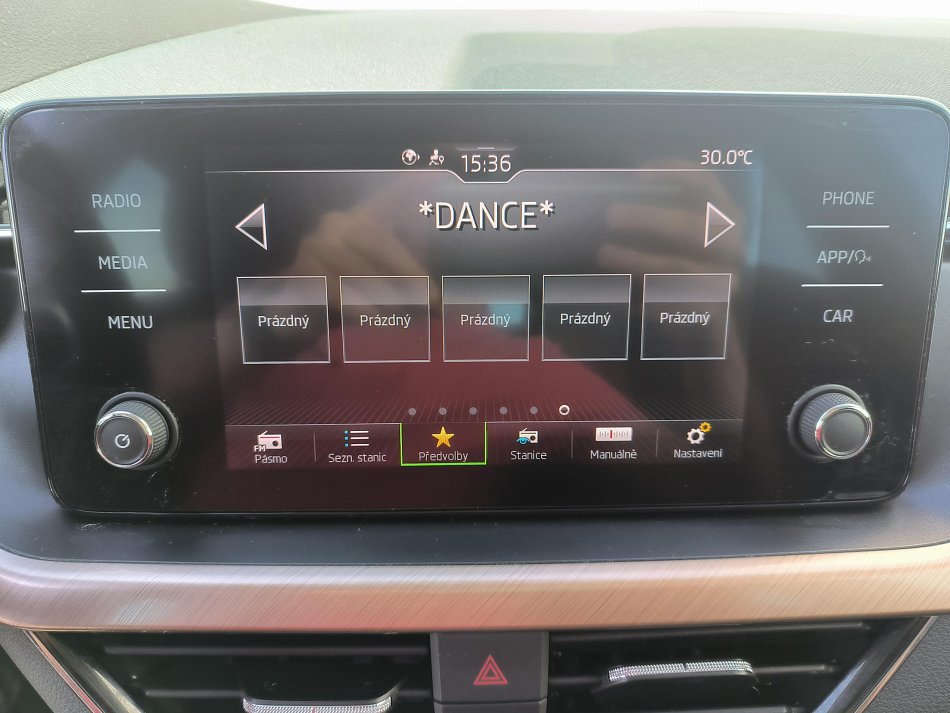 15:36
30.0°C
RADIO
MEDIA
MENU
*DANCE*
PHONE
APP/
CAR
Prázdný Prázdný Prázdný Prázdný Prázdný
FM
Pásmo Sezn. stanic Předvolby Stanice Manuálně Nastavení